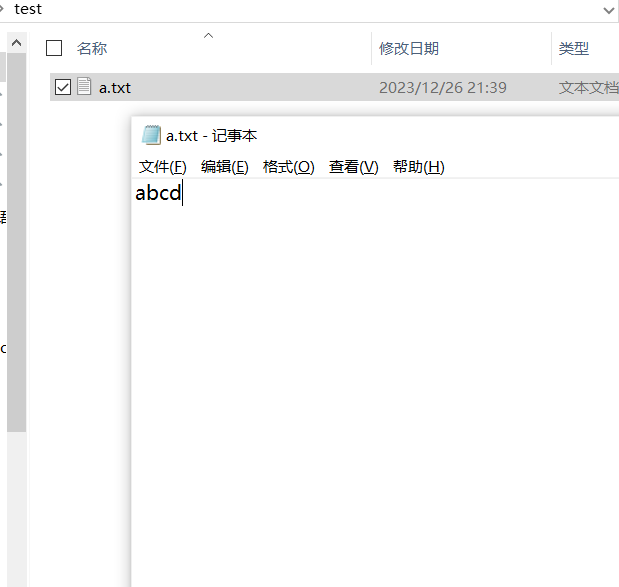 test
名称 修改日期 类型
a.txt 2023/12/26 21:39 文本文档
a.txt - 记事本
文件(F) 编辑(E) 格式(O) 查看(V) 帮助(H)
abcd